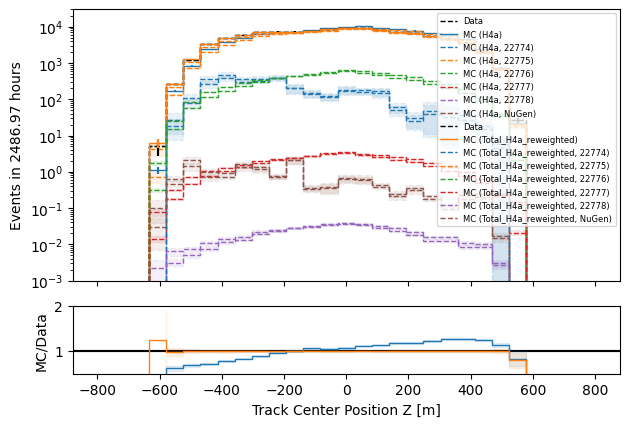 Events in 2486.97 hours
10⁴
10³
10²
10¹
10⁰
10⁻¹
10⁻²
10⁻³
Data
MC (H4a)
MC (H4a, 22774)
MC (H4a, 22775)
MC (H4a, 22776)
MC (H4a, 22777)
MC (H4a, 22778)
MC (H4a, NuGen)
Data
MC (Total_H4a_reweighted)
MC (Total_H4a_reweighted, 22774)
MC (Total_H4a_reweighted, 22775)
MC (Total_H4a_reweighted, 22776)
MC (Total_H4a_reweighted, 22777)
MC (Total_H4a_reweighted, 22778)
MC (Total_H4a_reweighted, NuGen)
MC/Data
2
1
−800 −600 −400 −200 0 200 400 600 800
Track Center Position Z [m]